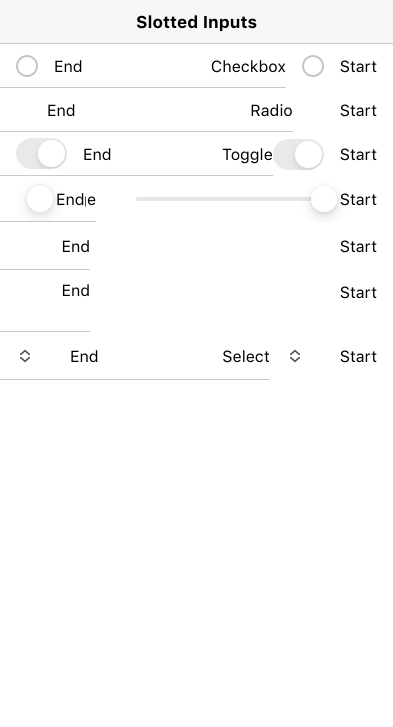 Slotted Inputs
End Checkbox Start
End Radio Start
End Toggle Start
End Start
End Start
End Start
End Select Start